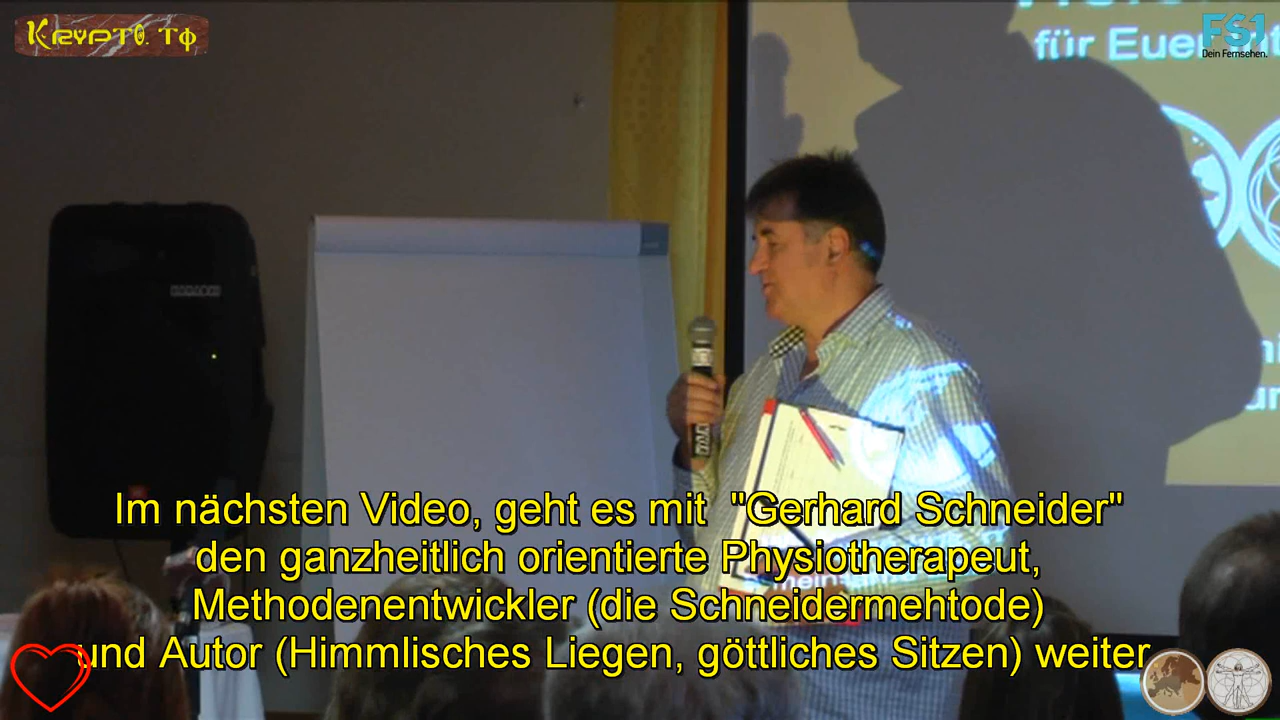 Krypto.TΦ
FS1
Dein Fernsehen.
für Euer
Im nächsten Video, geht es mit "Gerhard Schneider"
den ganzheitlich orientierte Physiotherapeut,
Methodenentwickler (die Schneidermehtode)
und Autor (Himmlisches Liegen, göttliches Sitzen) weiter